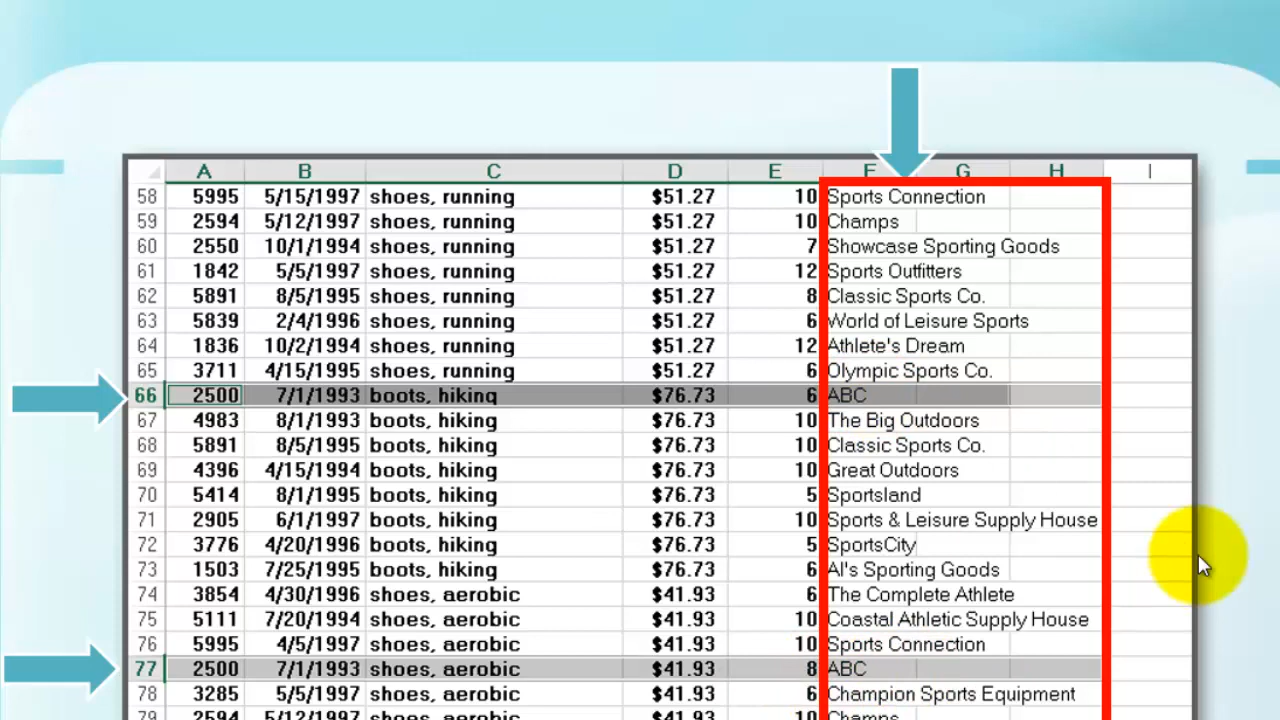 A B C D E F G H I
58 5995 5/15/1997 shoes, running $51.27 10 Sports Connection
59 2594 5/12/1997 shoes, running $51.27 10 Champs
60 2550 10/1/1994 shoes, running $51.27 7 Showcase Sporting Goods
61 1842 5/5/1997 shoes, running $51.27 12 Sports Outfitters
62 5891 8/5/1995 shoes, running $51.27 8 Classic Sports Co.
63 5839 2/4/1996 shoes, running $51.27 6 World of Leisure Sports
64 1836 10/2/1994 shoes, running $51.27 12 Athlete's Dream
65 3711 4/15/1995 shoes, running $51.27 6 Olympic Sports Co.
66 2500 7/1/1993 boots, hiking $76.73 6 ABC
67 4983 8/1/1993 boots, hiking $76.73 10 The Big Outdoors
68 5891 8/5/1995 boots, hiking $76.73 10 Classic Sports Co.
69 4396 4/15/1994 boots, hiking $76.73 10 Great Outdoors
70 5414 8/1/1995 boots, hiking $76.73 5 Sportsland
71 2905 6/1/1997 boots, hiking $76.73 10 Sports & Leisure Supply House
72 3776 4/20/1996 boots, hiking $76.73 5 SportsCity
73 1503 7/25/1995 boots, hiking $76.73 6 Al's Sporting Goods
74 3854 4/30/1996 shoes, aerobic $41.93 6 The Complete Athlete
75 5111 7/20/1994 shoes, aerobic $41.93 10 Coastal Athletic Supply House
76 5995 4/5/1997 shoes, aerobic $41.93 10 Sports Connection
77 2500 7/1/1993 shoes, aerobic $41.93 8 ABC
78 3285 5/5/1997 shoes, aerobic $41.93 6 Champion Sports Equipment
79 2594 5/12/1997 shoes, aerobic $41.93 10 Champs